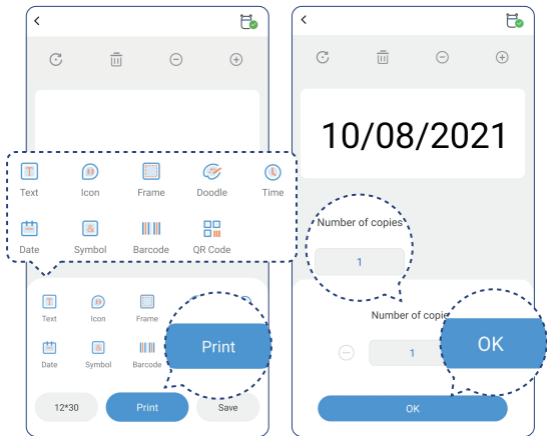 Text Icon Frame Doodle Time
Date Symbol Barcode QR Code
Text Icon Frame
Date Symbol Barcode
Print
12*30 Print Save
10/08/2021
Number of copies
1
Number of copie
1
OK
OK